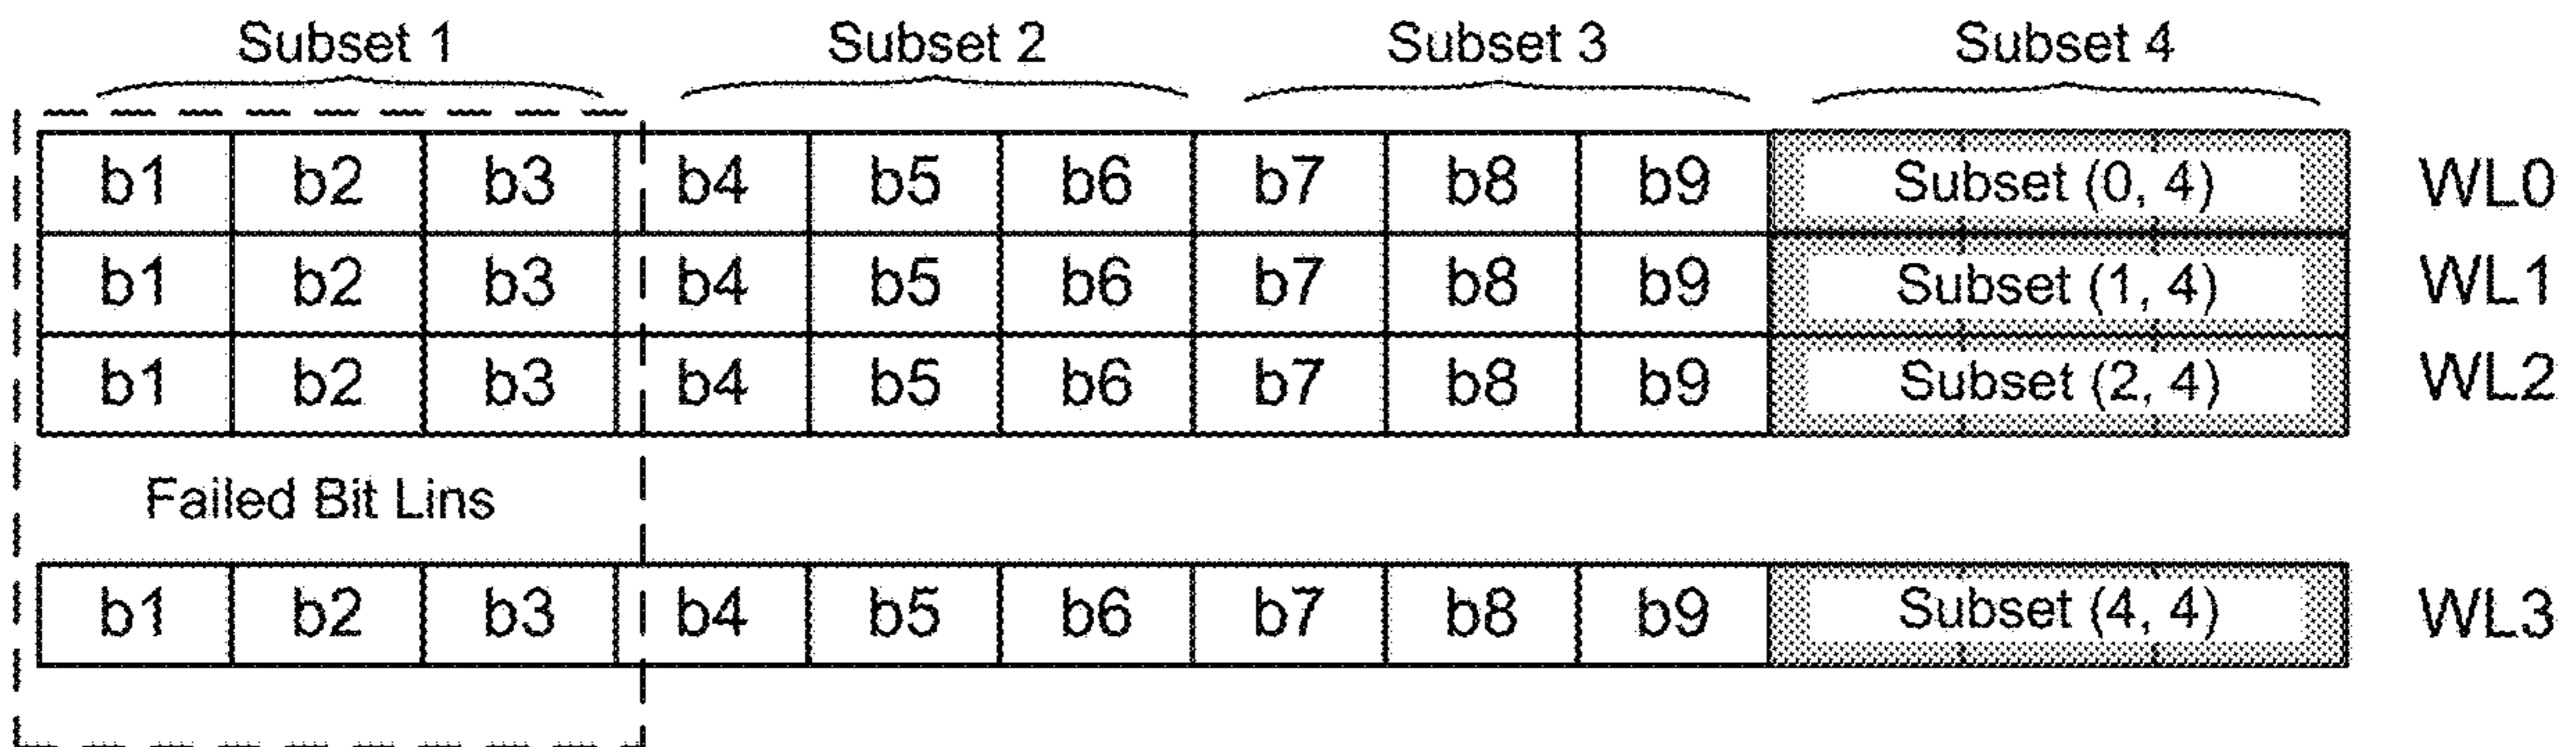 Subset 1 Subset 2 Subset 3 Subset 4
b1 b2 b3 b4 b5 b6 b7 b8 b9 Subset (0, 4) WL0
b1 b2 b3 b4 b5 b6 b7 b8 b9 Subset (1, 4) WL1
b1 b2 b3 b4 b5 b6 b7 b8 b9 Subset (2, 4) WL2
Failed Bit Lins
b1 b2 b3 b4 b5 b6 b7 b8 b9 Subset (4, 4) WL3